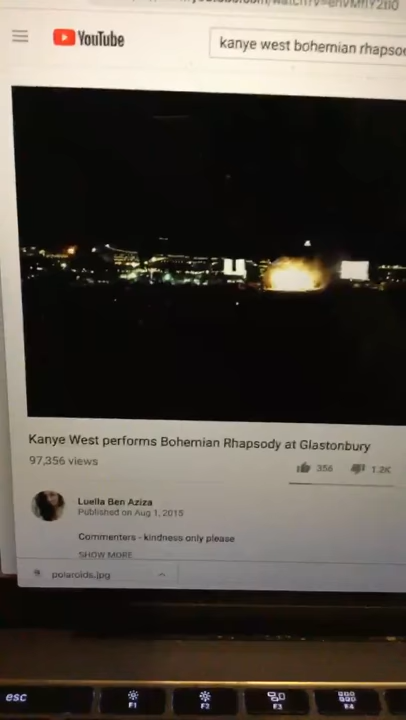 YouTube
kanye west bohemian rhapso
Kanye West performs Bohemian Rhapsody at Glastonbury
97,356 views
356
1.2K
Luella Ben Aziza
Published on Aug 1, 2015
Commenters - kindness only please
SHOW MORE
polaroids.jpg
esc
F1
F2
F3
F4